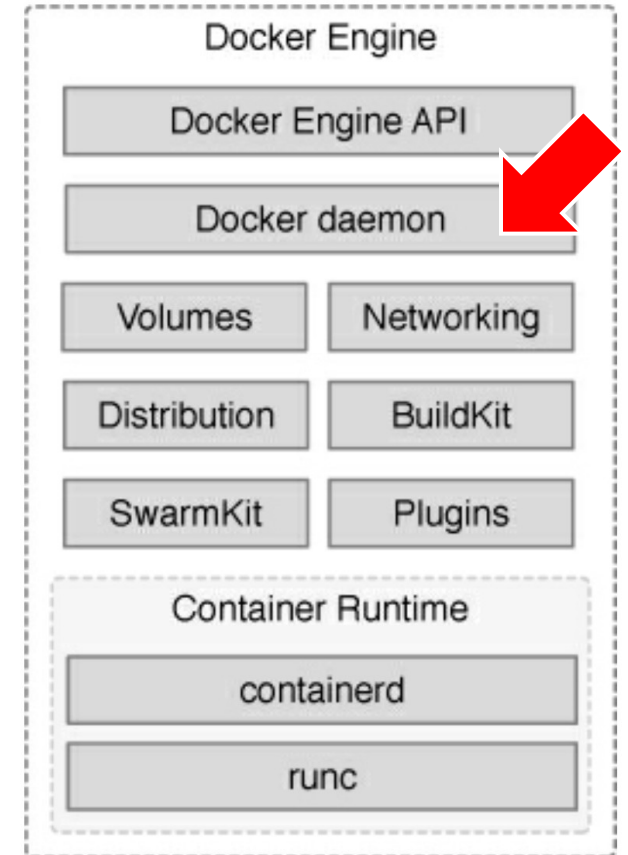 Docker Engine
Docker Engine API
Docker daemon
Volumes
Networking
Distribution
BuildKit
SwarmKit
Plugins
Container Runtime
containerd
runc